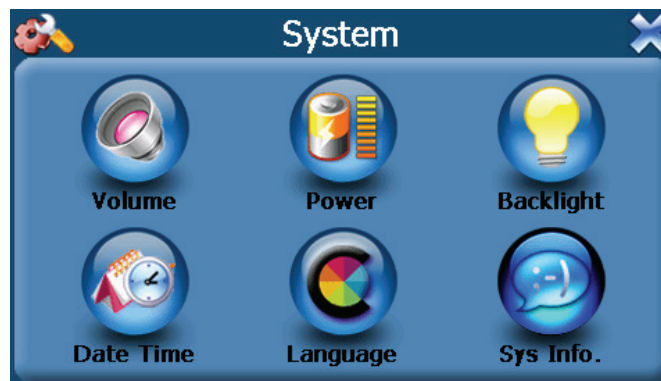 System
Volume
Power
Backlight
Date Time
Language
Sys Info.
:-)